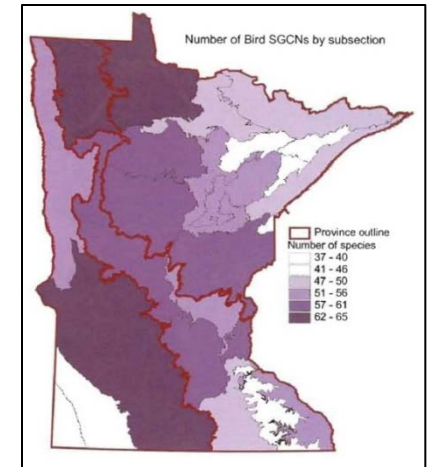 Number of Bird SGCNs by subsection
Province outline
Number of species
37 - 40
41 - 46
47 - 50
51 - 56
57 - 61
62 - 65